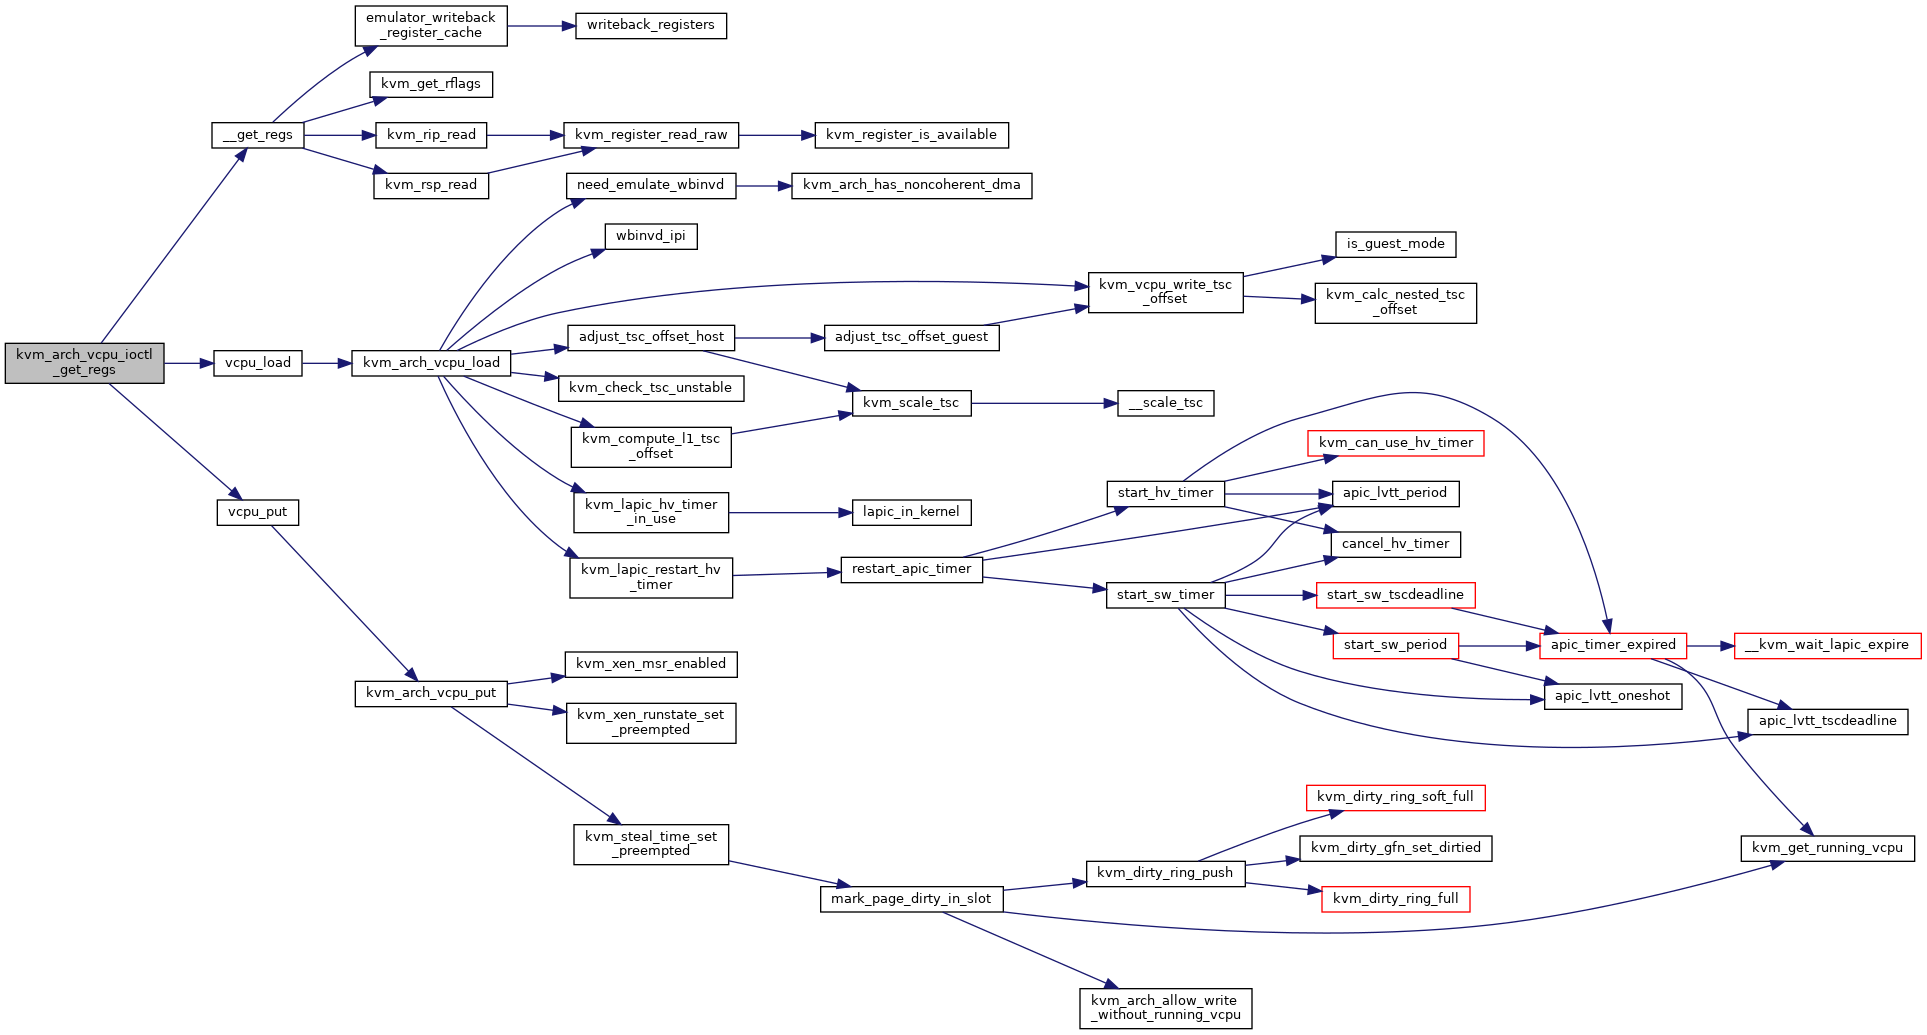 emulator_writeback
_register_cache
writeback_registers
kvm_get_rflags
__get_regs
kvm_rip_read
kvm_register_read_raw
kvm_register_is_available
kvm_rsp_read
need_emulate_wbinvd
kvm_arch_has_noncoherent_dma
wbinvd_ipi
is_guest_mode
kvm_vcpu_write_tsc
_offset
kvm_calc_nested_tsc
_offset
adjust_tsc_offset_host
adjust_tsc_offset_guest
kvm_arch_vcpu_ioctl
_get_regs
vcpu_load
kvm_arch_vcpu_load
kvm_check_tsc_unstable
kvm_scale_tsc
__scale_tsc
kvm_compute_l1_tsc
_offset
kvm_can_use_hv_timer
start_hv_timer
apic_lvtt_period
kvm_lapic_hv_timer
_in_use
lapic_in_kernel
vcpu_put
cancel_hv_timer
kvm_lapic_restart_hv
_timer
restart_apic_timer
start_sw_timer
start_sw_tscdeadline
start_sw_period
apic_timer_expired
__kvm_wait_lapic_expire
kvm_xen_msr_enabled
kvm_arch_vcpu_put
apic_lvtt_oneshot
kvm_xen_runstate_set
_preempted
apic_lvtt_tscdeadline
kvm_dirty_ring_soft_full
kvm_steal_time_set
_preempted
kvm_dirty_gfn_set_dirtied
kvm_get_running_vcpu
kvm_dirty_ring_push
mark_page_dirty_in_slot
kvm_dirty_ring_full
kvm_arch_allow_write
_without_running_vcpu